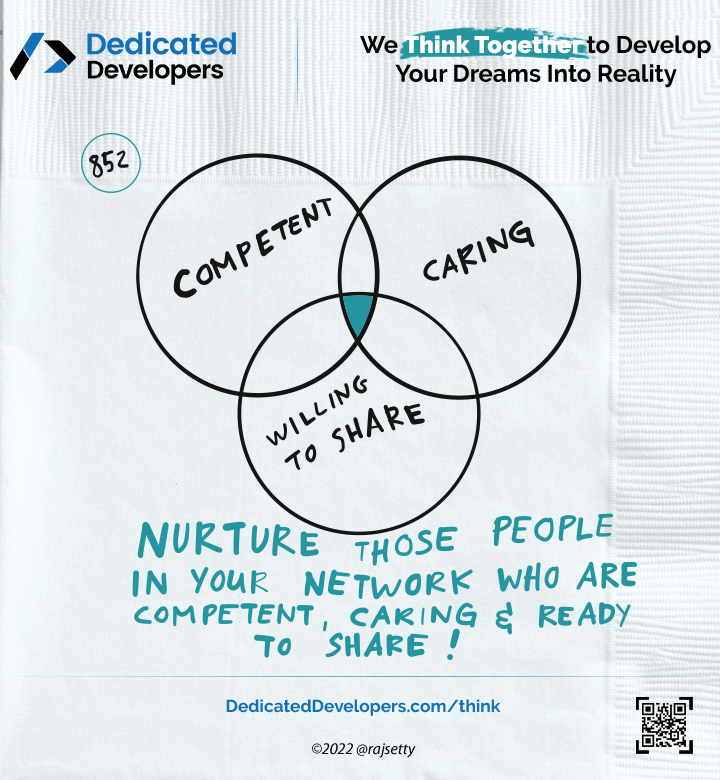 Dedicated
Developers
We Think Together to Develop
Your Dreams Into Reality
852
COMPETENT
CARING
WILLING
TO SHARE
NURTURE THOSE PEOPLE
IN YOUR NETWORK WHO ARE
COMPETENT, CARING & READY
TO SHARE!
DedicatedDevelopers.com/think
©2022 @rajsetty